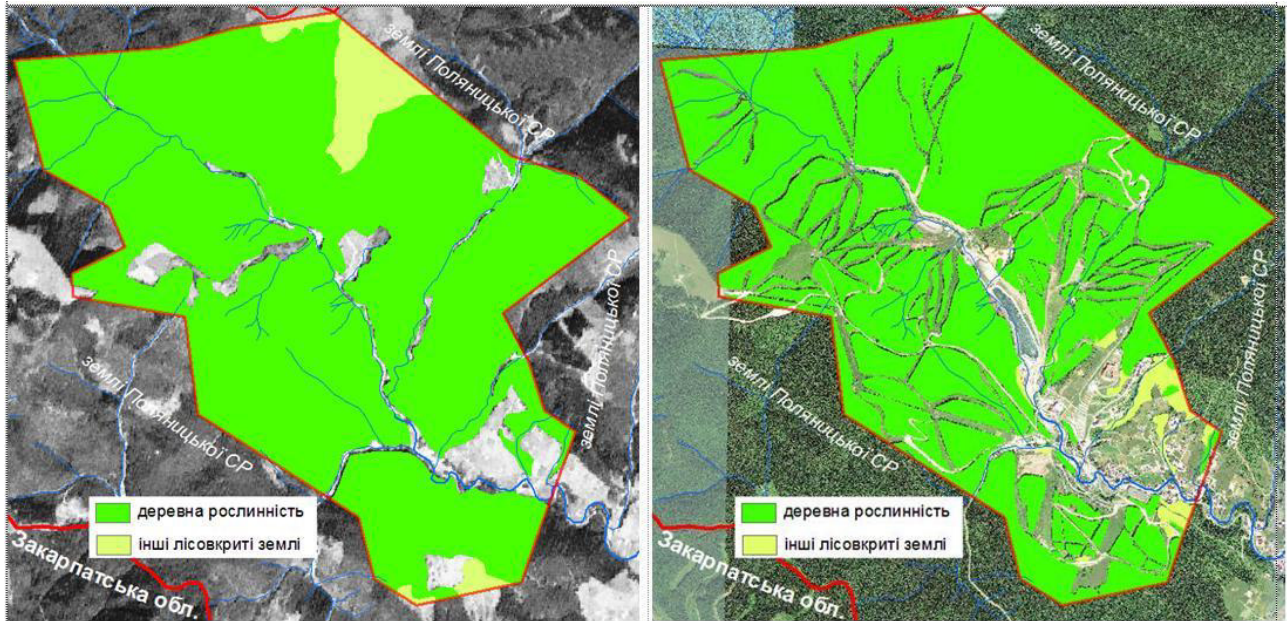 землі Поляницької СР
землі Поляницької СР
землі Поляницької СР
деревна рослинність
інші лісовкриті землі
Закарпатська обл.
землі Поляницької СР
землі Поляницької СР
землі Поляницької СР
деревна рослинність
інші лісовкриті землі
Закарпатська обл.